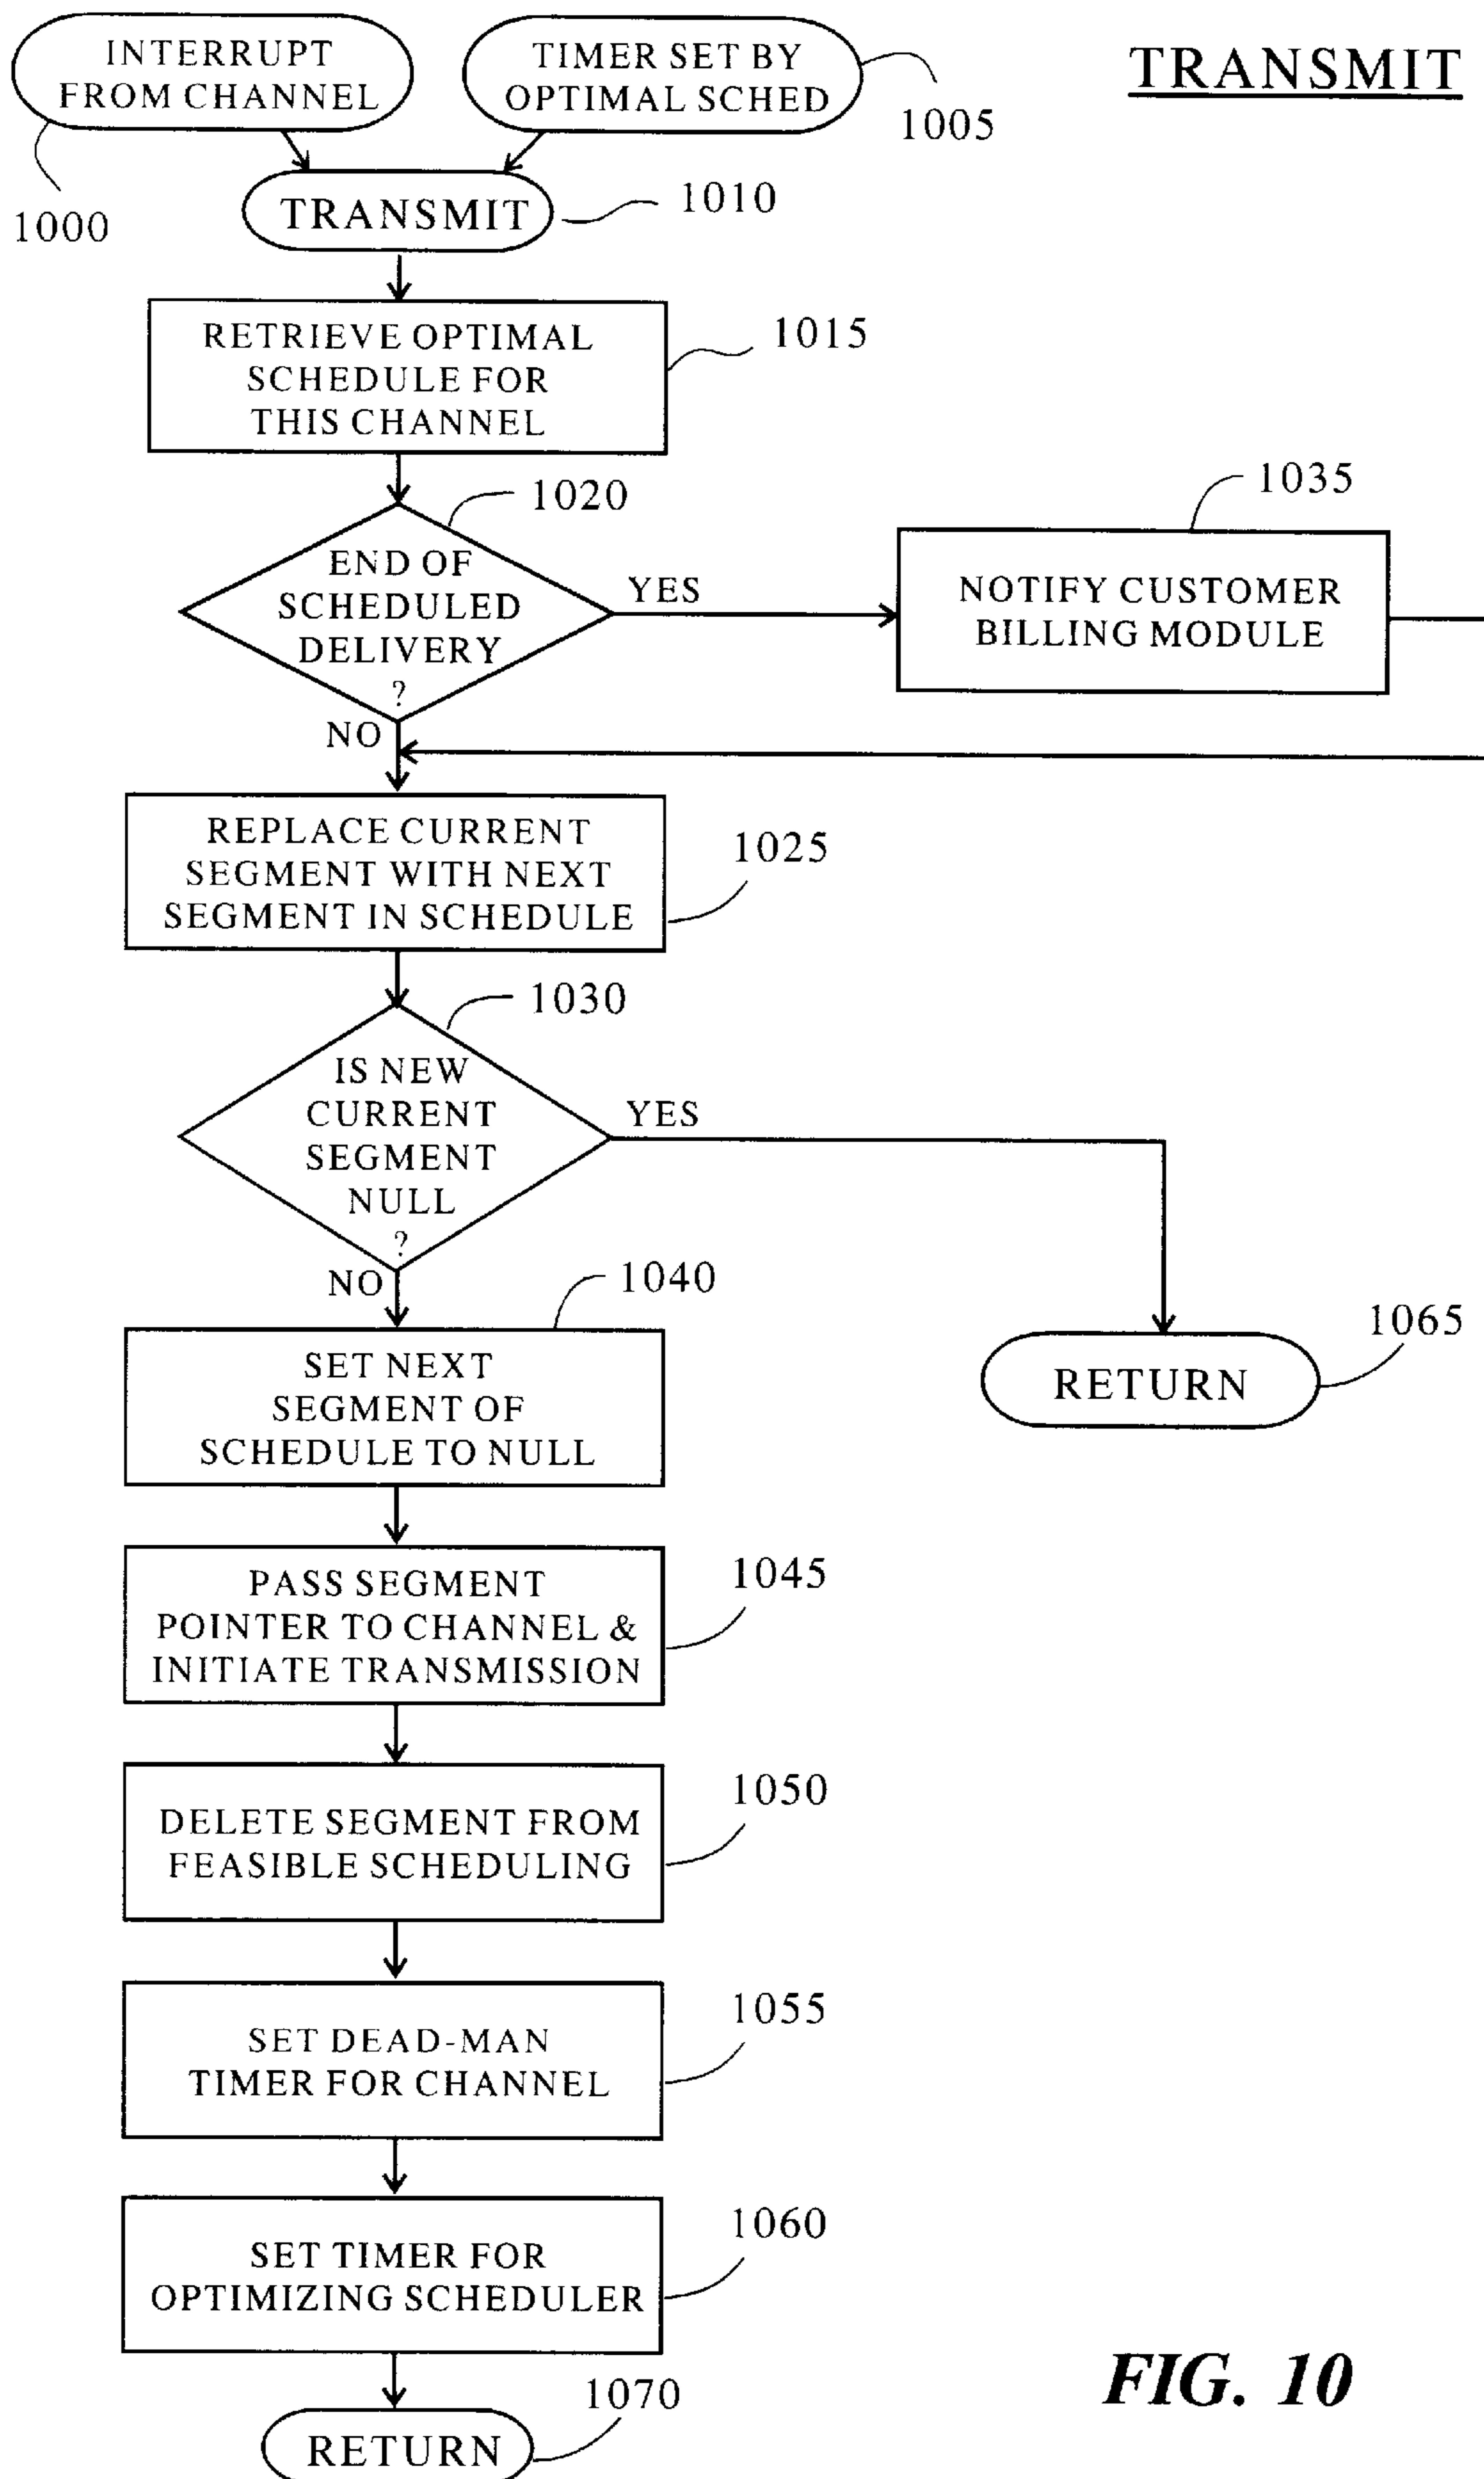 INTERRUPT
FROM CHANNEL
TIMER SET BY
OPTIMAL SCHED
TRANSMIT
1005
1000
TRANSMIT
1010
RETRIEVE OPTIMAL
SCHEDULE FOR
THIS CHANNEL
1015
1020
END OF
SCHEDULED
DELIVERY
?
YES
NO
1035
NOTIFY CUSTOMER
BILLING MODULE
REPLACE CURRENT
SEGMENT WITH NEXT
SEGMENT IN SCHEDULE
1025
1030
IS NEW
CURRENT
SEGMENT
NULL
?
YES
NO
1040
SET NEXT
SEGMENT OF
SCHEDULE TO NULL
1065
RETURN
PASS SEGMENT
POINTER TO CHANNEL &
INITIATE TRANSMISSION
1045
DELETE SEGMENT FROM
FEASIBLE SCHEDULING
1050
SET DEAD-MAN
TIMER FOR CHANNEL
1055
SET TIMER FOR
OPTIMIZING SCHEDULER
1060
1070
RETURN
FIG. 10